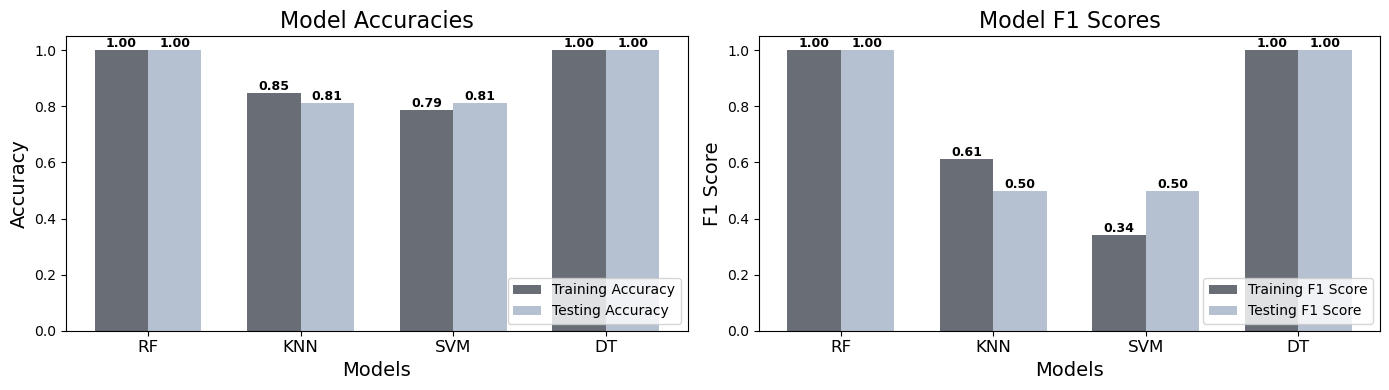 Model Accuracies
1.00 1.00 0.85 0.81 0.79 0.81 1.00 1.00
1.0
0.8
0.6
0.4
0.2
0.0
Accuracy
Training Accuracy
Testing Accuracy
RF KNN SVM DT
Models
Model F1 Scores
1.00 1.00 0.61 0.50 0.34 0.50 1.00 1.00
1.0
0.8
0.6
0.4
0.2
0.0
F1 Score
Training F1 Score
Testing F1 Score
RF KNN SVM DT
Models